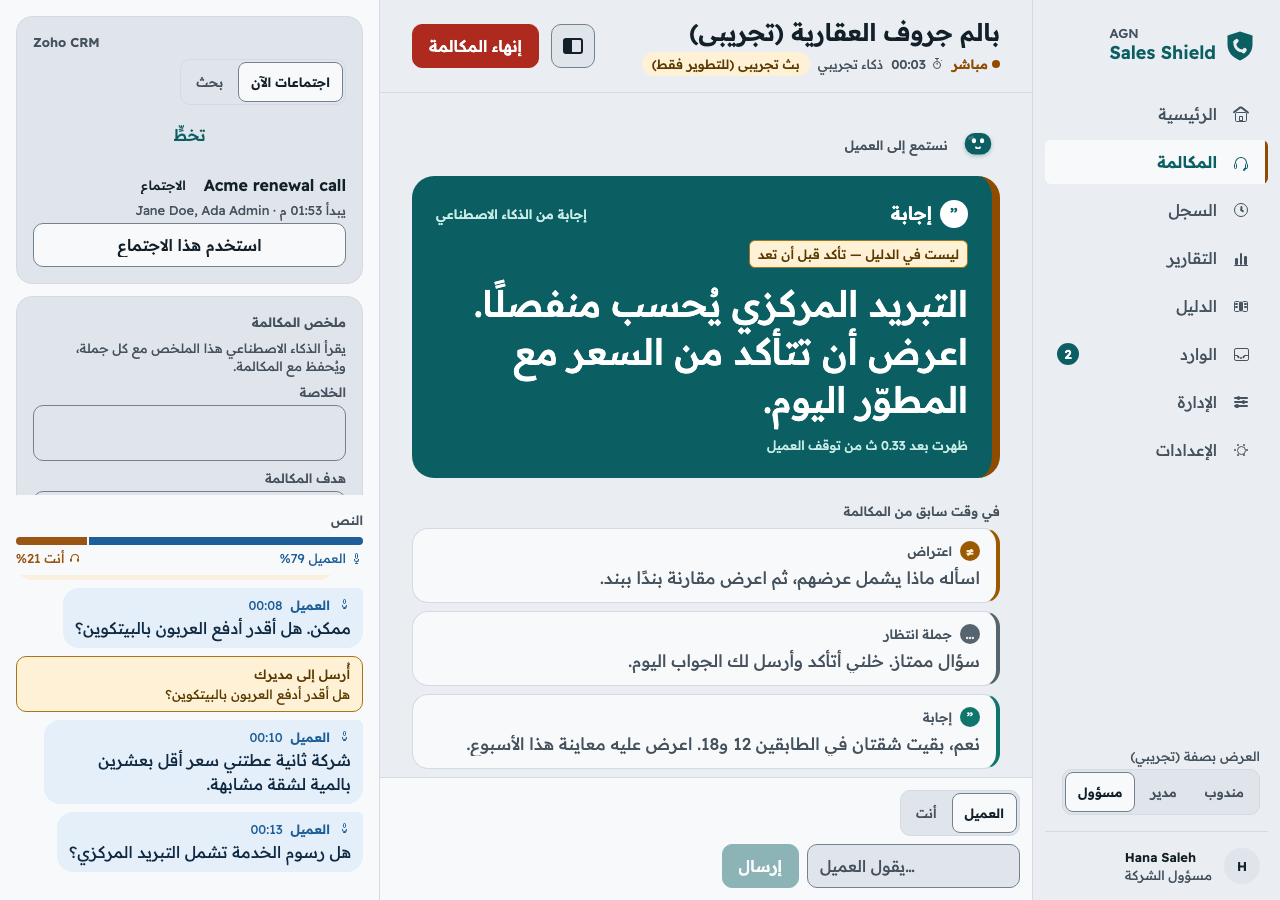 AGN
Sales Shield
الرئيسية
المكالمة
السجل
التقارير
الدليل
الوارد
2
الإدارة
الإعدادات
العرض بصفة (تجريبي)
مندوب
مدير
مسؤول
H
Hana Saleh
مسؤول الشركة
بالم جروف العقارية (تجريبي)
مباشر
00:03
ذكاء تجريبي
بث تجريبي (للتطوير فقط)
إنهاء المكالمة
نستمع إلى العميل
إجابة
إجابة من الذكاء الاصطناعي
ليست في الدليل — تأكد قبل أن تعد
التبريد المركزي يُحسب منفصلًا.
اعرض أن تتأكد من السعر مع
المطوّر اليوم.
ظهرت بعد 0.33 ث من توقف العميل
في وقت سابق من المكالمة
اعتراض
اسأله ماذا يشمل عرضهم، ثم اعرض مقارنة بندًا ببند.
جملة انتظار
سؤال ممتاز. خلني أتأكد وأرسل لك الجواب اليوم.
إجابة
نعم، بقيت شقتان في الطابقين 12 و18. اعرض عليه معاينة هذا الأسبوع.
العميل
أنت
يقول العميل…
إرسال
Zoho CRM
اجتماعات الآن
بحث
تخطٍّ
Acme renewal call
الاجتماع
يبدأ 01:53 م · Jane Doe, Ada Admin
استخدم هذا الاجتماع
ملخص المكالمة
يقرأ الذكاء الاصطناعي هذا الملخص مع كل جملة،
ويُحفظ مع المكالمة.
الخلاصة
هدف المكالمة
النص
العميل 79%
أنت 21%
العميل 00:08
ممكن. هل أقدر أدفع العربون بالبيتكوين؟
أُرسل إلى مديرك
هل أقدر أدفع العربون بالبيتكوين؟
العميل 00:10
شركة ثانية عطتني سعر أقل بعشرين
بالمية لشقة مشابهة.
العميل 00:13
هل رسوم الخدمة تشمل التبريد المركزي؟